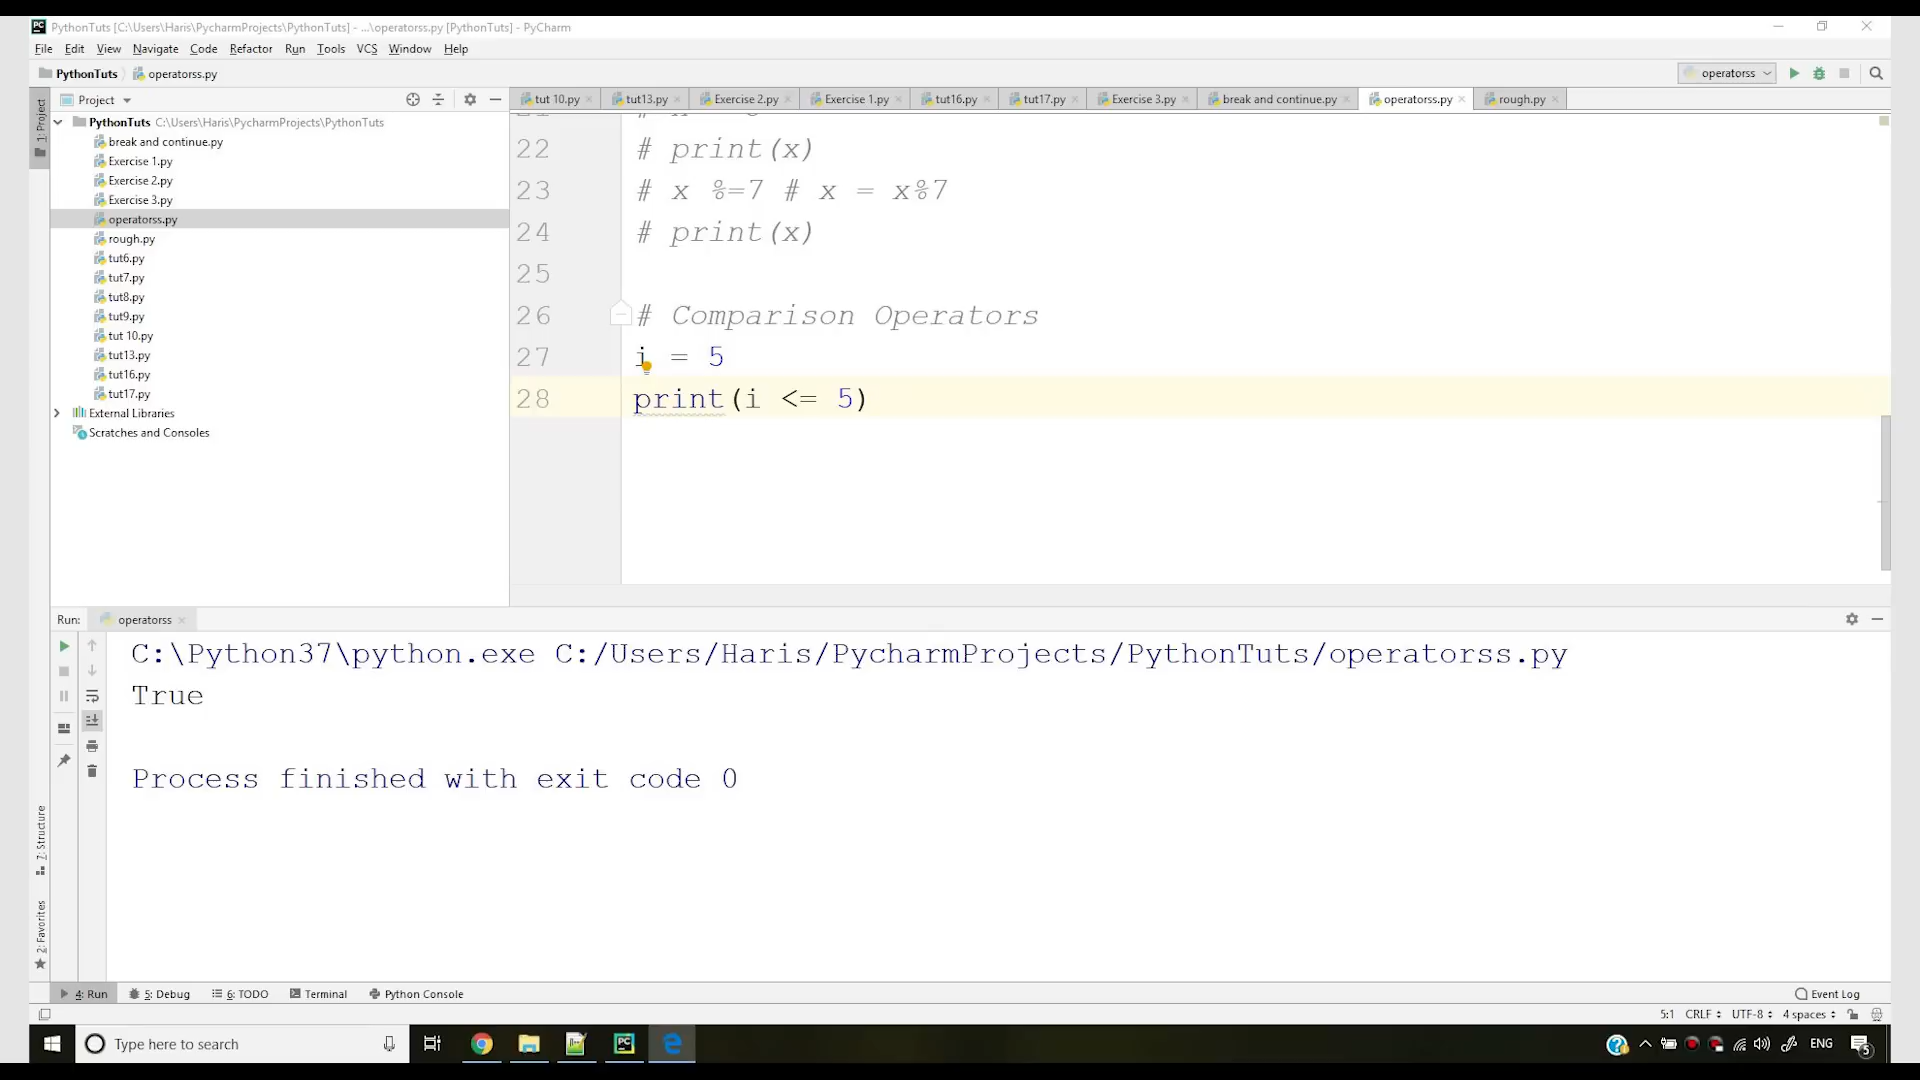 PythonTuts [C:\Users\Haris\PycharmProjects\PythonTuts] - ...\operatorss.py [PythonTuts] - PyCharm
File Edit View Navigate Code Refactor Run Tools VCS Window Help
PythonTuts operatorss.py
operatorss
1: Project
Project
tut 10.py tut13.py Exercise 2.py Exercise 1.py tut16.py tut17.py Exercise 3.py break and continue.py operatorss.py rough.py
PythonTuts C:\Users\Haris\PycharmProjects\PythonTuts
break and continue.py
Exercise 1.py
Exercise 2.py
Exercise 3.py
operatorss.py
rough.py
tut6.py
tut7.py
tut8.py
tut9.py
tut 10.py
tut13.py
tut16.py
tut17.py
External Libraries
Scratches and Consoles
22 # print(x)
23 # x %=7 # x = x%7
24 # print(x)
25
26 # Comparison Operators
27 i = 5
28 print(i <= 5)
Run: operatorss
C:\Python37\python.exe C:/Users/Haris/PycharmProjects/PythonTuts/operatorss.py
True
Process finished with exit code 0
7: Structure
2: Favorites
4: Run 5: Debug 6: TODO Terminal Python Console Event Log
5:1 CRLF UTF-8 4 spaces
Type here to search
ENG
5